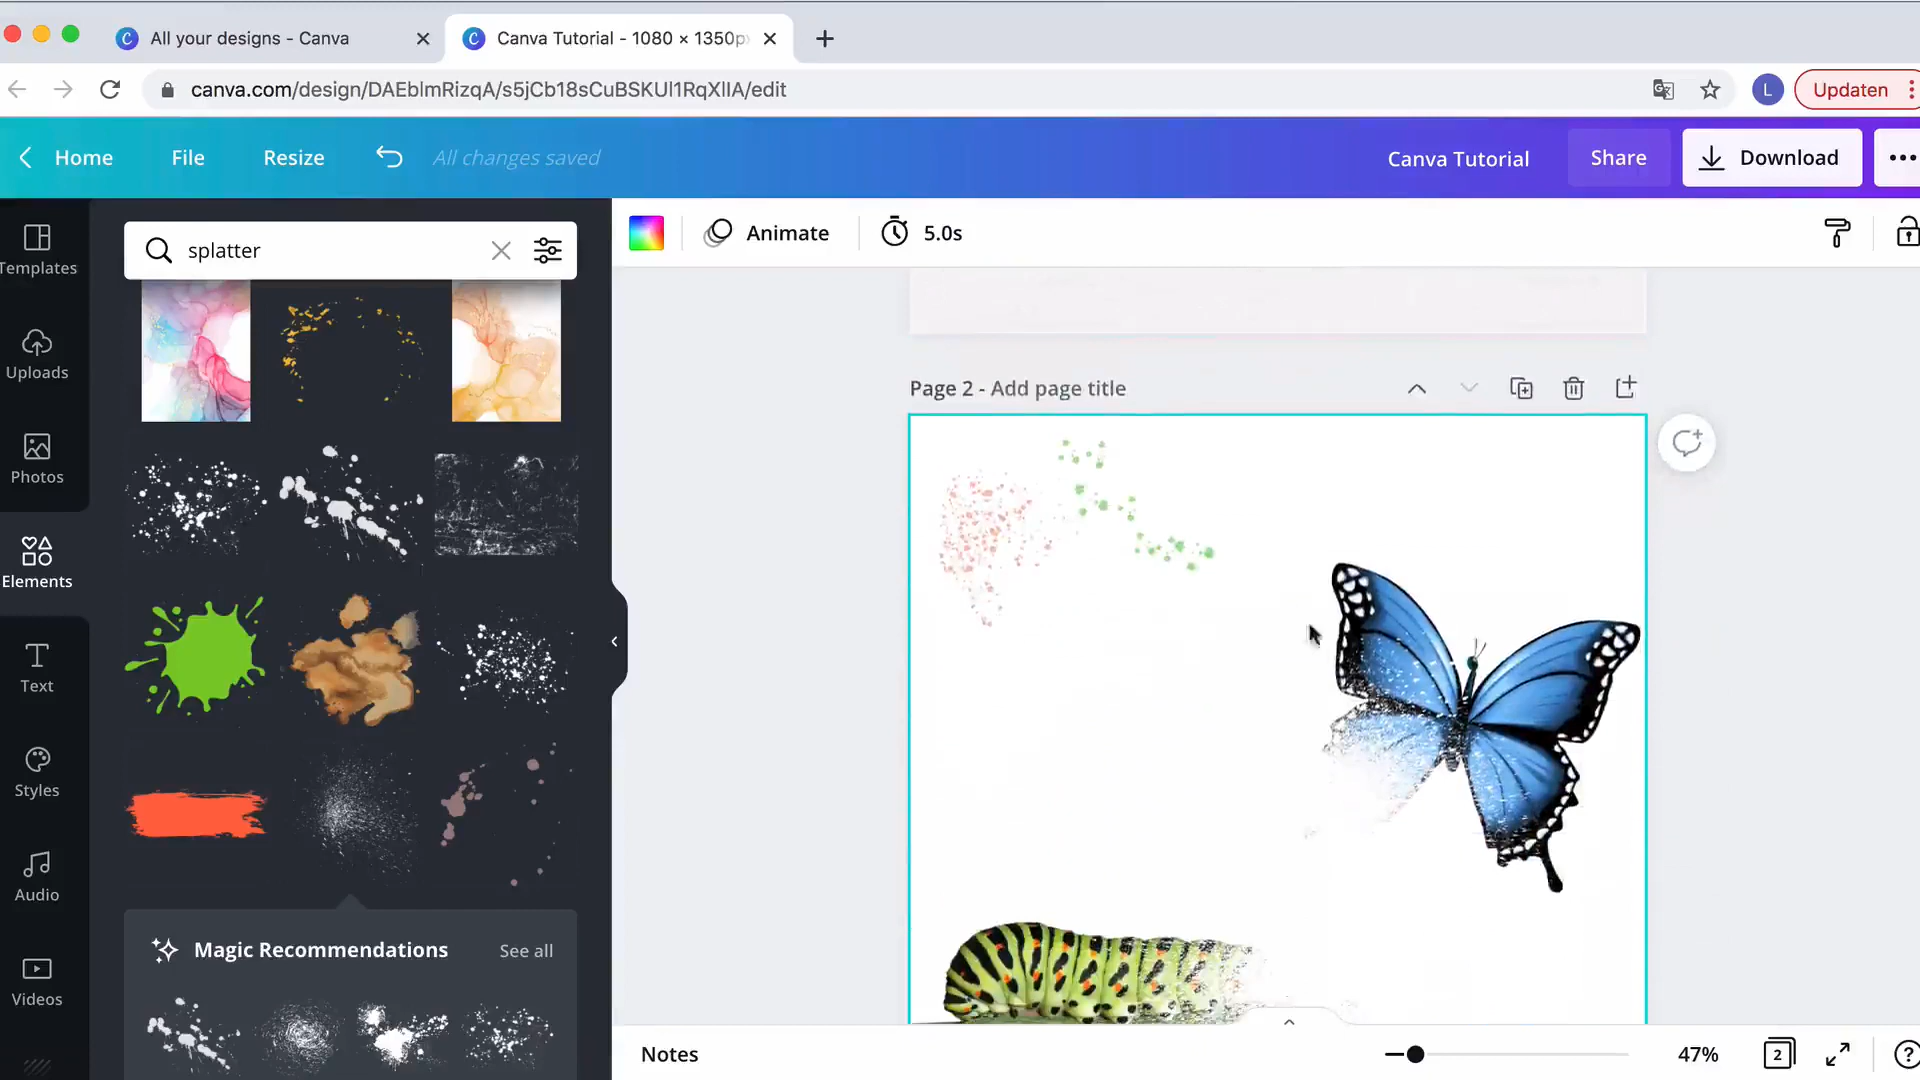 All your designs - Canva
Canva Tutorial - 1080 × 1350p
canva.com/design/DAEblmRizqA/s5jCb18sCuBSKUl1RqXlIA/edit
L
Updaten
Home
File
Resize
All changes saved
Canva Tutorial
Share
Download
Templates
Uploads
Photos
Elements
Text
Styles
Audio
Videos
splatter
Animate
5.0s
Page 2 - Add page title
Magic Recommendations
See all
Notes
47%
2
?